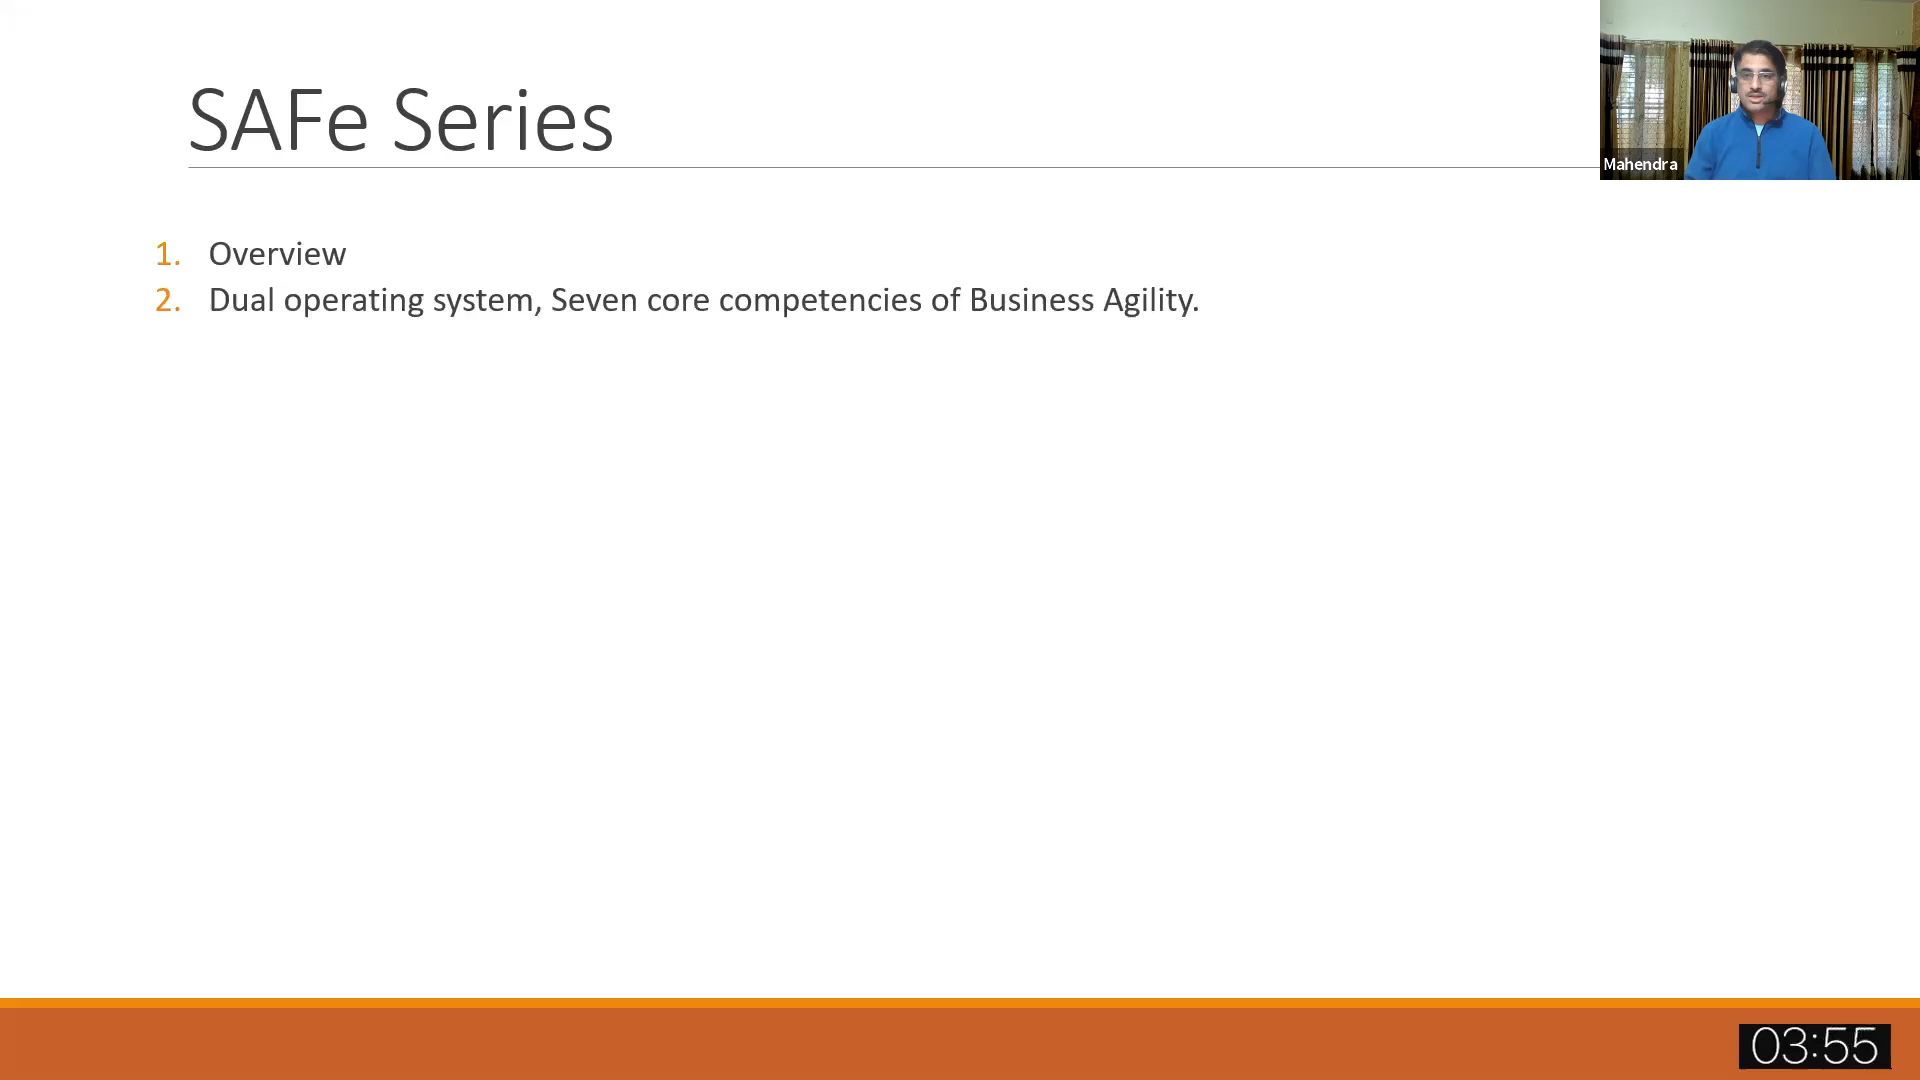 SAFe Series
Mahendra
1. Overview
2. Dual operating system, Seven core competencies of Business Agility.
03:55